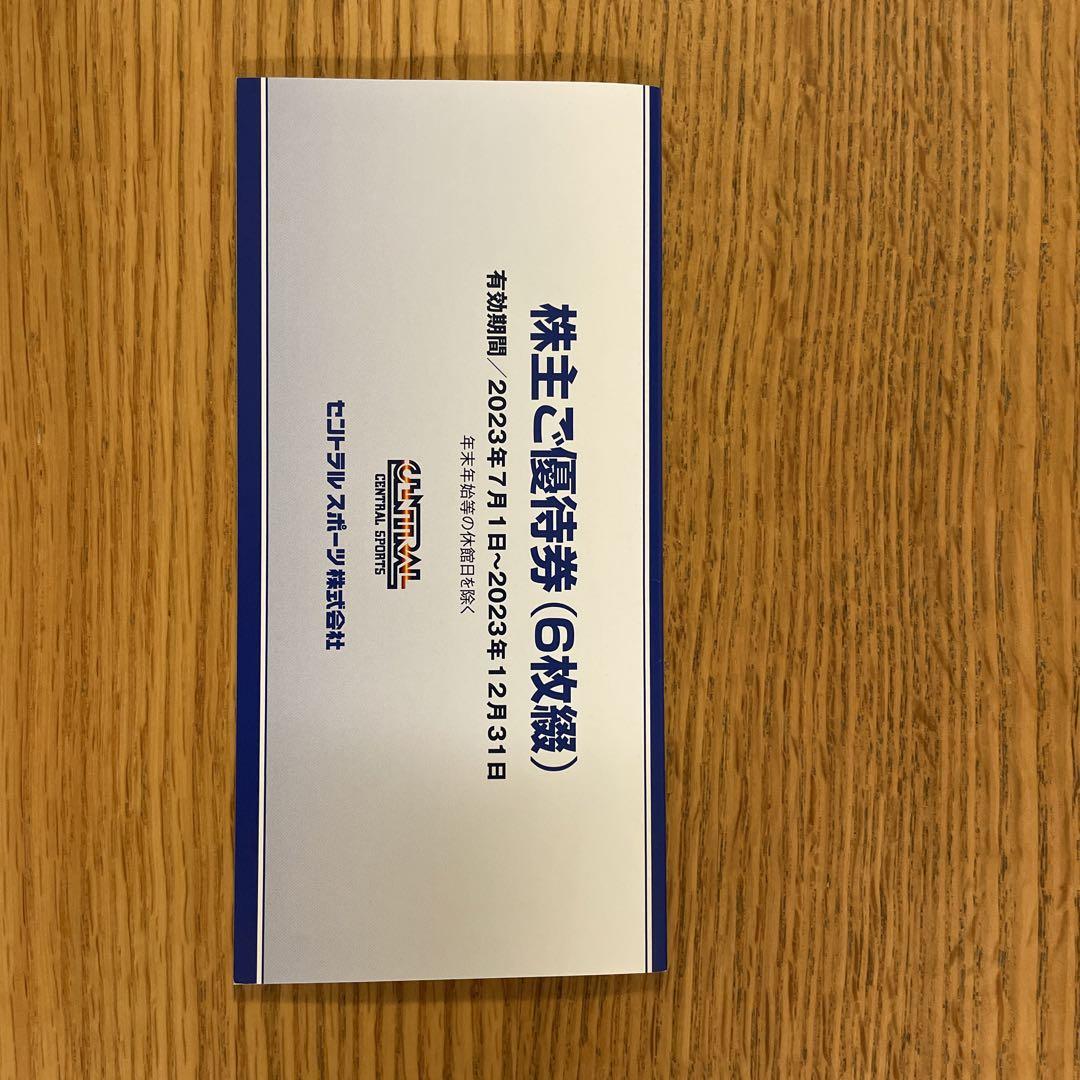 株主ご優待券(6枚綴)
有効期間/2023年7月1日~2023年12月31日
年末年始等の休館日を除く
CENTRAL
CENTRAL SPORTS
セントラルスポーツ株式会社